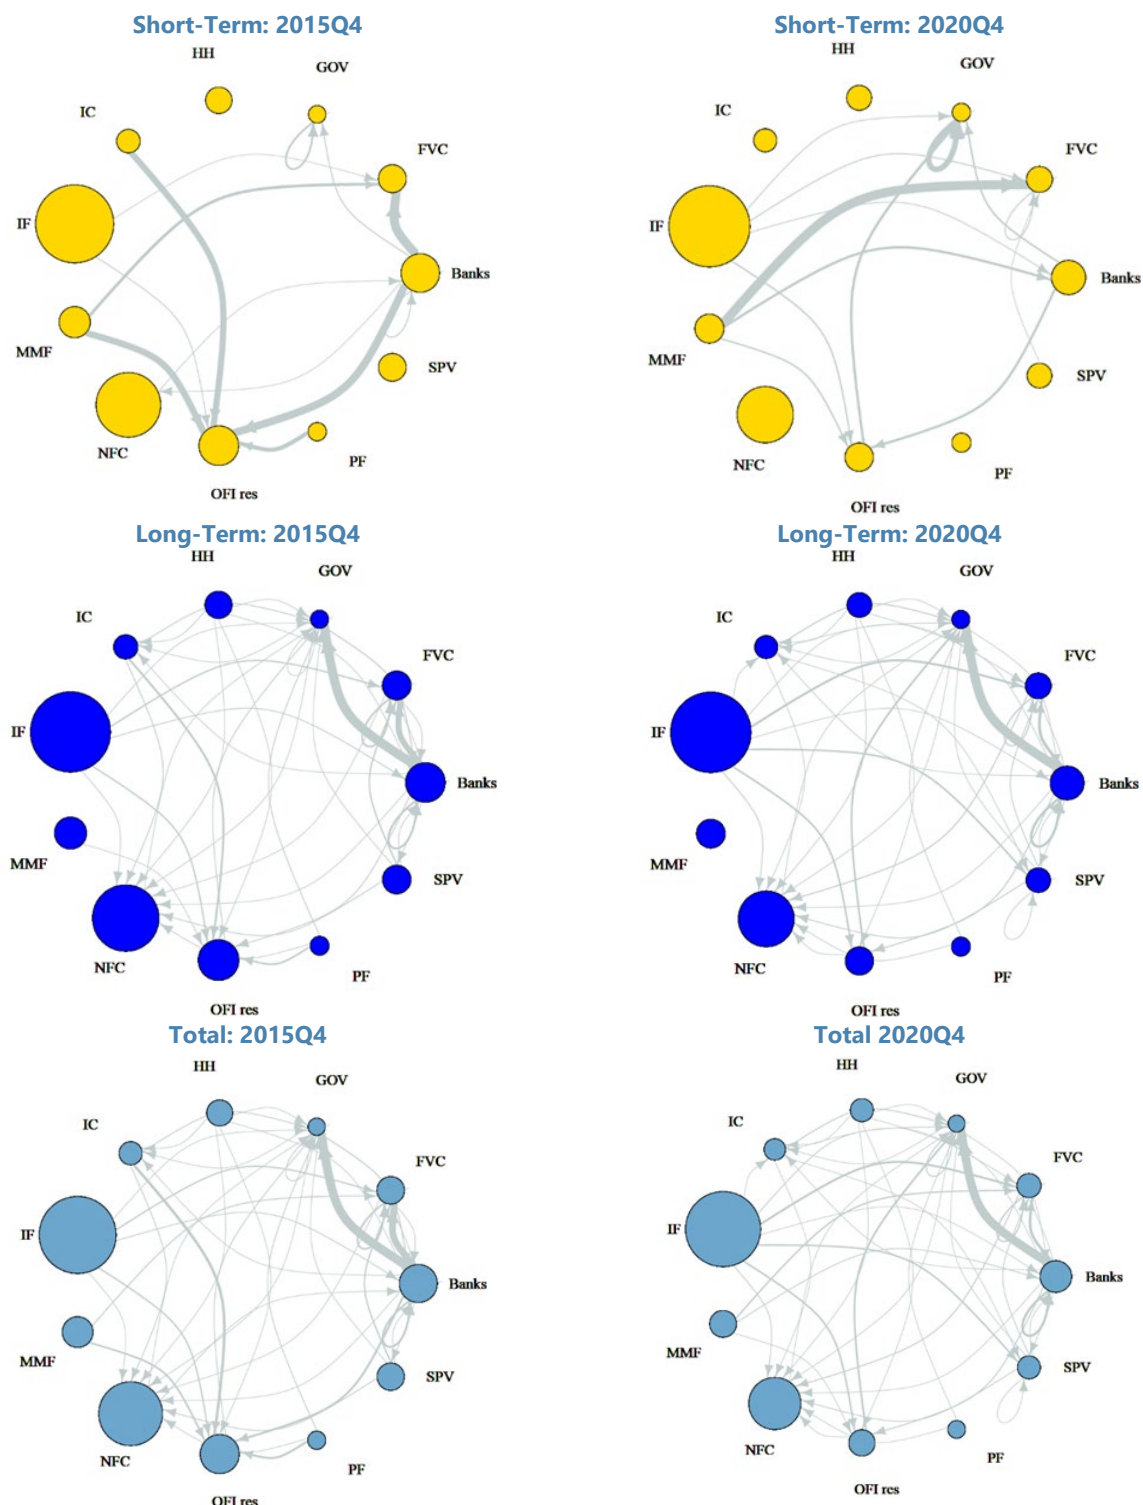 Short-Term: 2015Q4
HH
GOV
IC
FVC
IF
Banks
MMF
SPV
NFC
PF
OFI res
Short-Term: 2020Q4
HH
GOV
IC
FVC
IF
Banks
MMF
SPV
NFC
PF
OFI res
Long-Term: 2015Q4
HH
GOV
IC
FVC
IF
Banks
MMF
SPV
NFC
PF
OFI res
Long-Term: 2020Q4
HH
GOV
IC
FVC
IF
Banks
MMF
SPV
NFC
PF
OFI res
Total: 2015Q4
HH
GOV
IC
FVC
IF
Banks
MMF
SPV
NFC
PF
OFI res
Total 2020Q4
HH
GOV
IC
FVC
IF
Banks
MMF
SPV
NFC
PF
OFI res